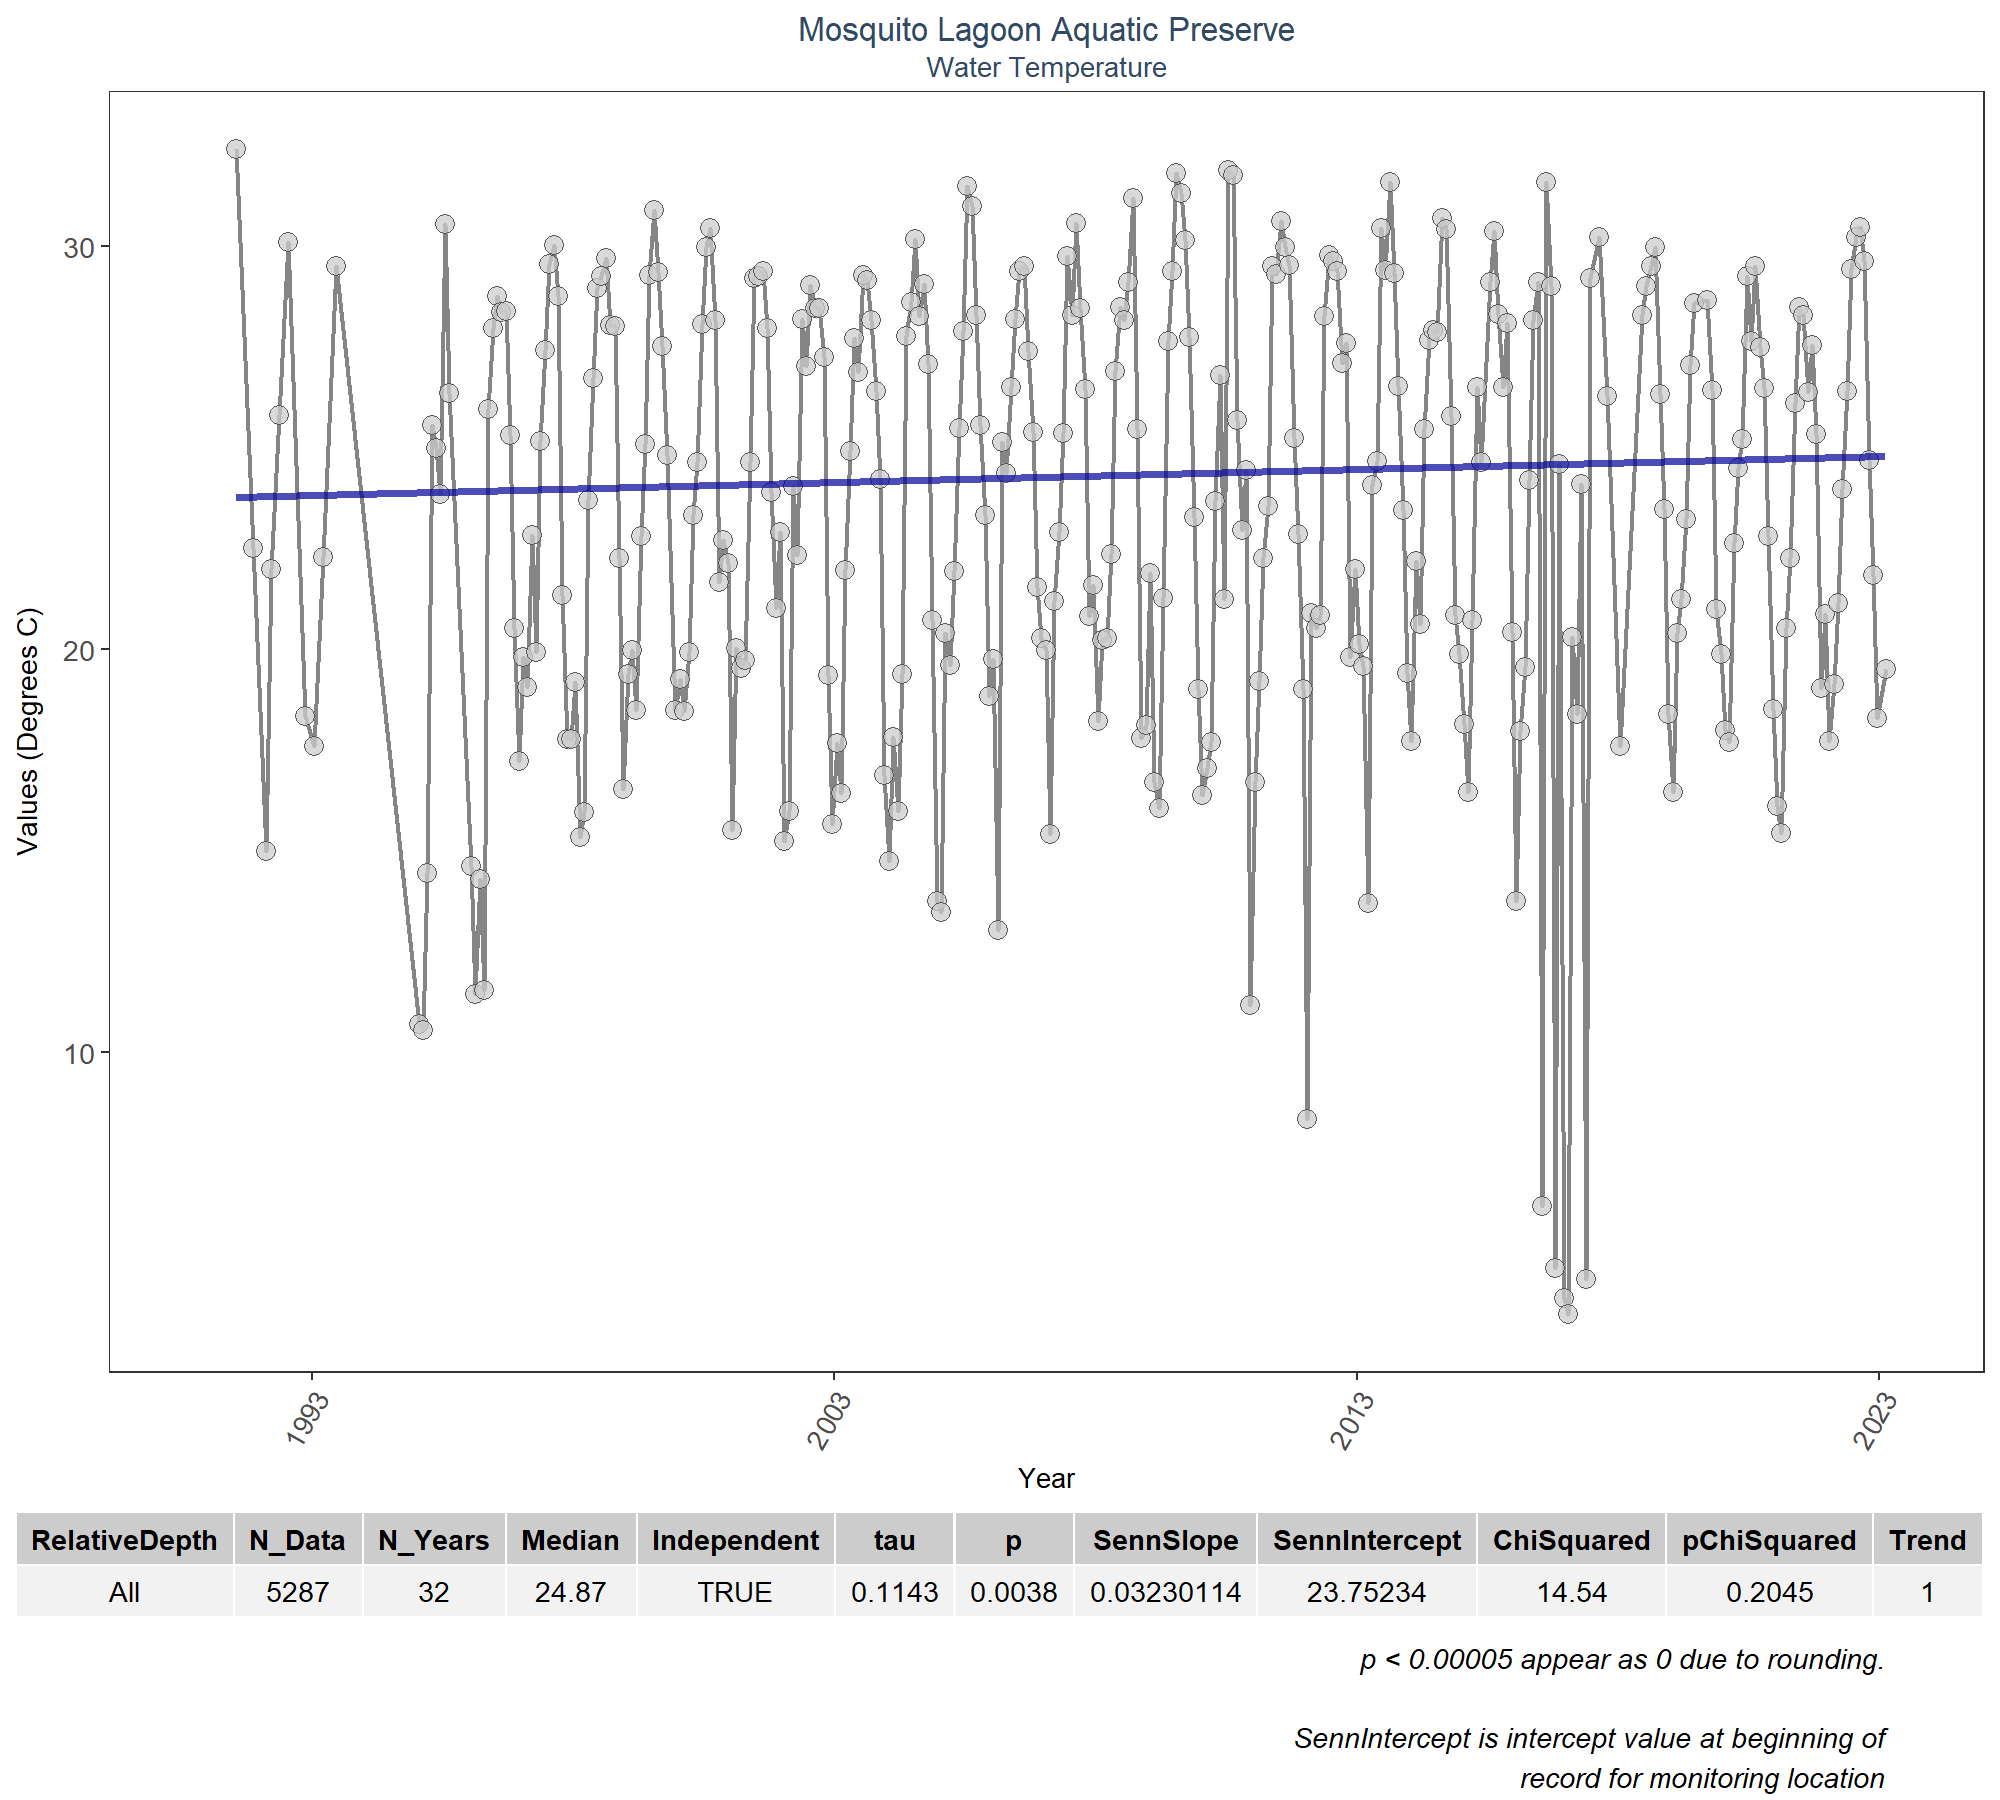 Mosquito Lagoon Aquatic Preserve
Water Temperature
Values (Degrees C)
30
20
10
1993
2003
2013
2023
Year
RelativeDepth N_Data N_Years Median Independent tau p SennSlope SennIntercept ChiSquared pChiSquared Trend
All 5287 32 24.87 TRUE 0.1143 0.0038 0.03230114 23.75234 14.54 0.2045 1
p < 0.00005 appear as 0 due to rounding.
SennIntercept is intercept value at beginning of
record for monitoring location